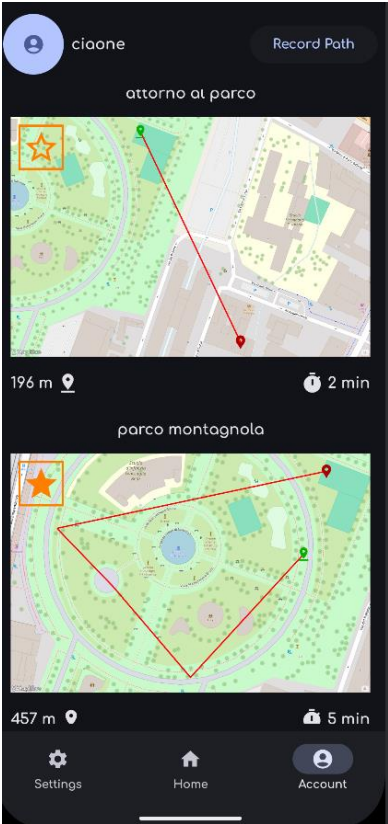 ciaone
Record Path
attorno al parco
196 m
2 min
parco montagnola
457 m
5 min
Settings
Home
Account